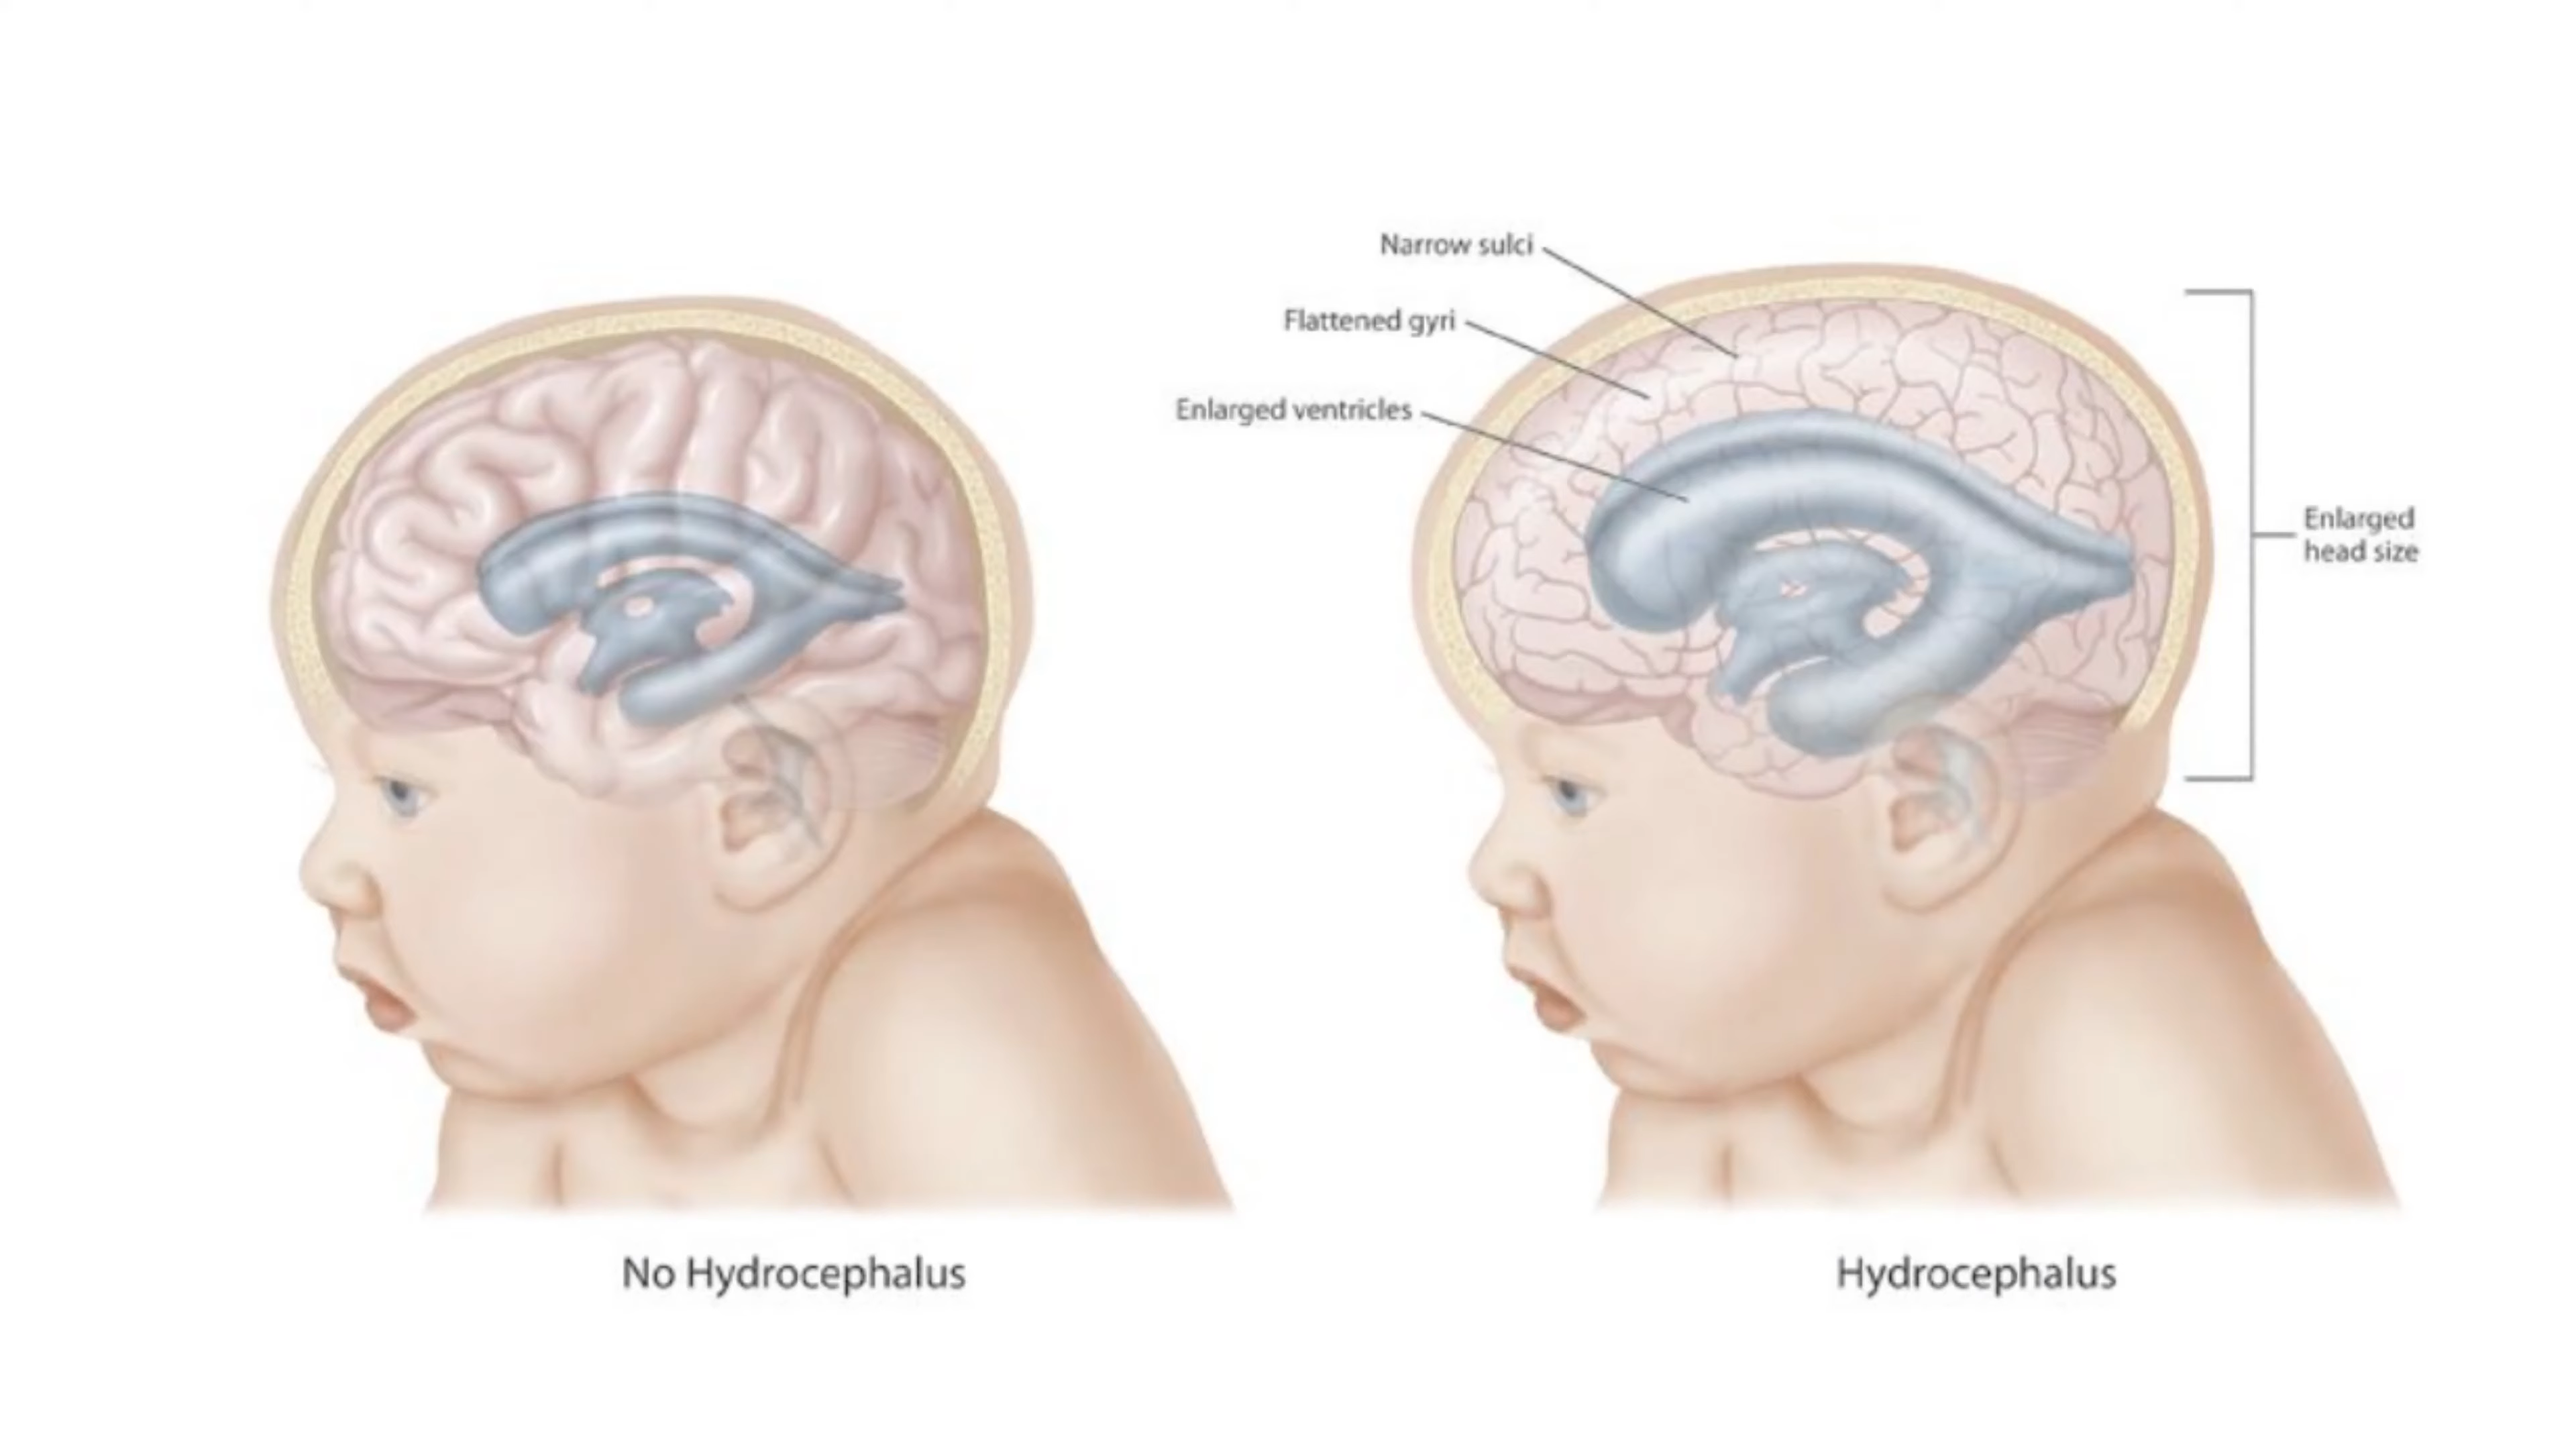 Narrow sulci
Flattened gyri
Enlarged ventricles
Enlarged
head size
No Hydrocephalus
Hydrocephalus